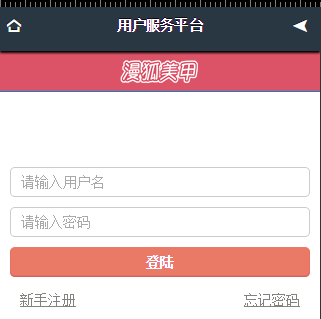 用户服务平台
漫狐美甲
请输入用户名
请输入密码
登陆
新手注册 忘记密码